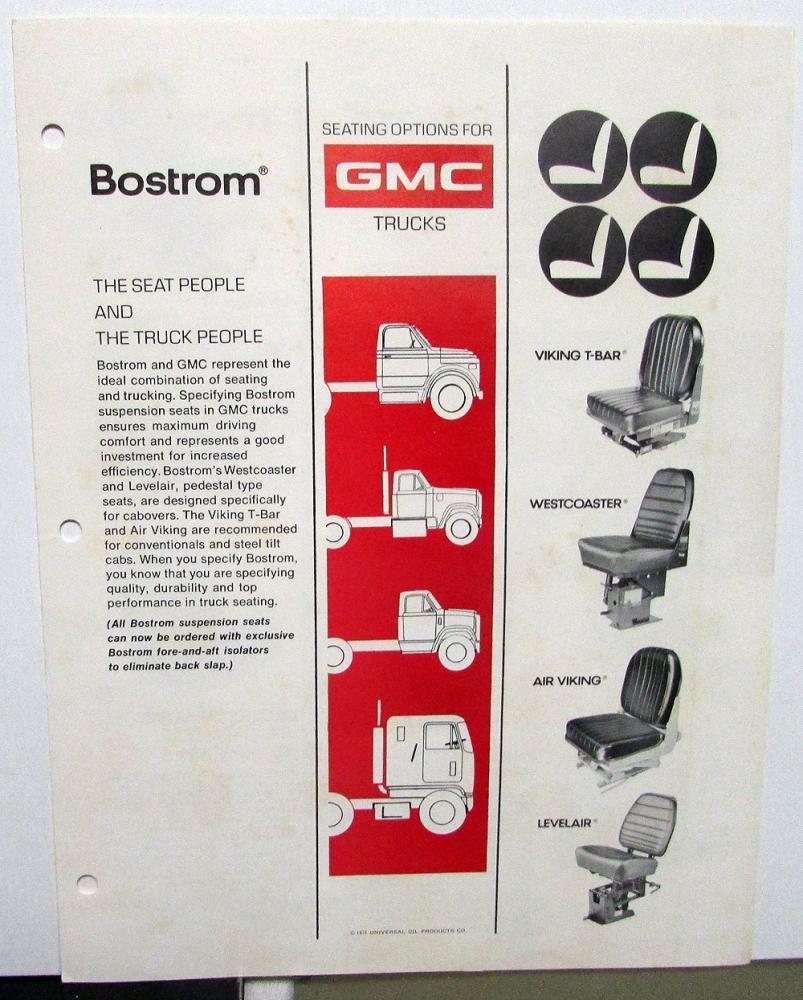 Bostrom®
THE SEAT PEOPLE
AND
THE TRUCK PEOPLE
Bostrom and GMC represent the
ideal combination of seating
and trucking. Specifying Bostrom
suspension seats in GMC trucks
ensures maximum driving
comfort and represents a good
investment for increased
efficiency. Bostrom's Westcoaster
and Levelair, pedestal type
seats, are designed specifically
for cabovers. The Viking T-Bar
and Air Viking are recommended
for conventionals and steel tilt
cabs. When you specify Bostrom,
you know that you are specifying
quality, durability and top
performance in truck seating.
(All Bostrom suspension seats
can now be ordered with exclusive
Bostrom fore-and-aft isolators
to eliminate back slap.)
SEATING OPTIONS FOR
GMC
TRUCKS
© UNIVERSAL OIL PRODUCTS CO.
VIKING T-BAR®
WESTCOASTER®
AIR VIKING®
LEVELAIR®